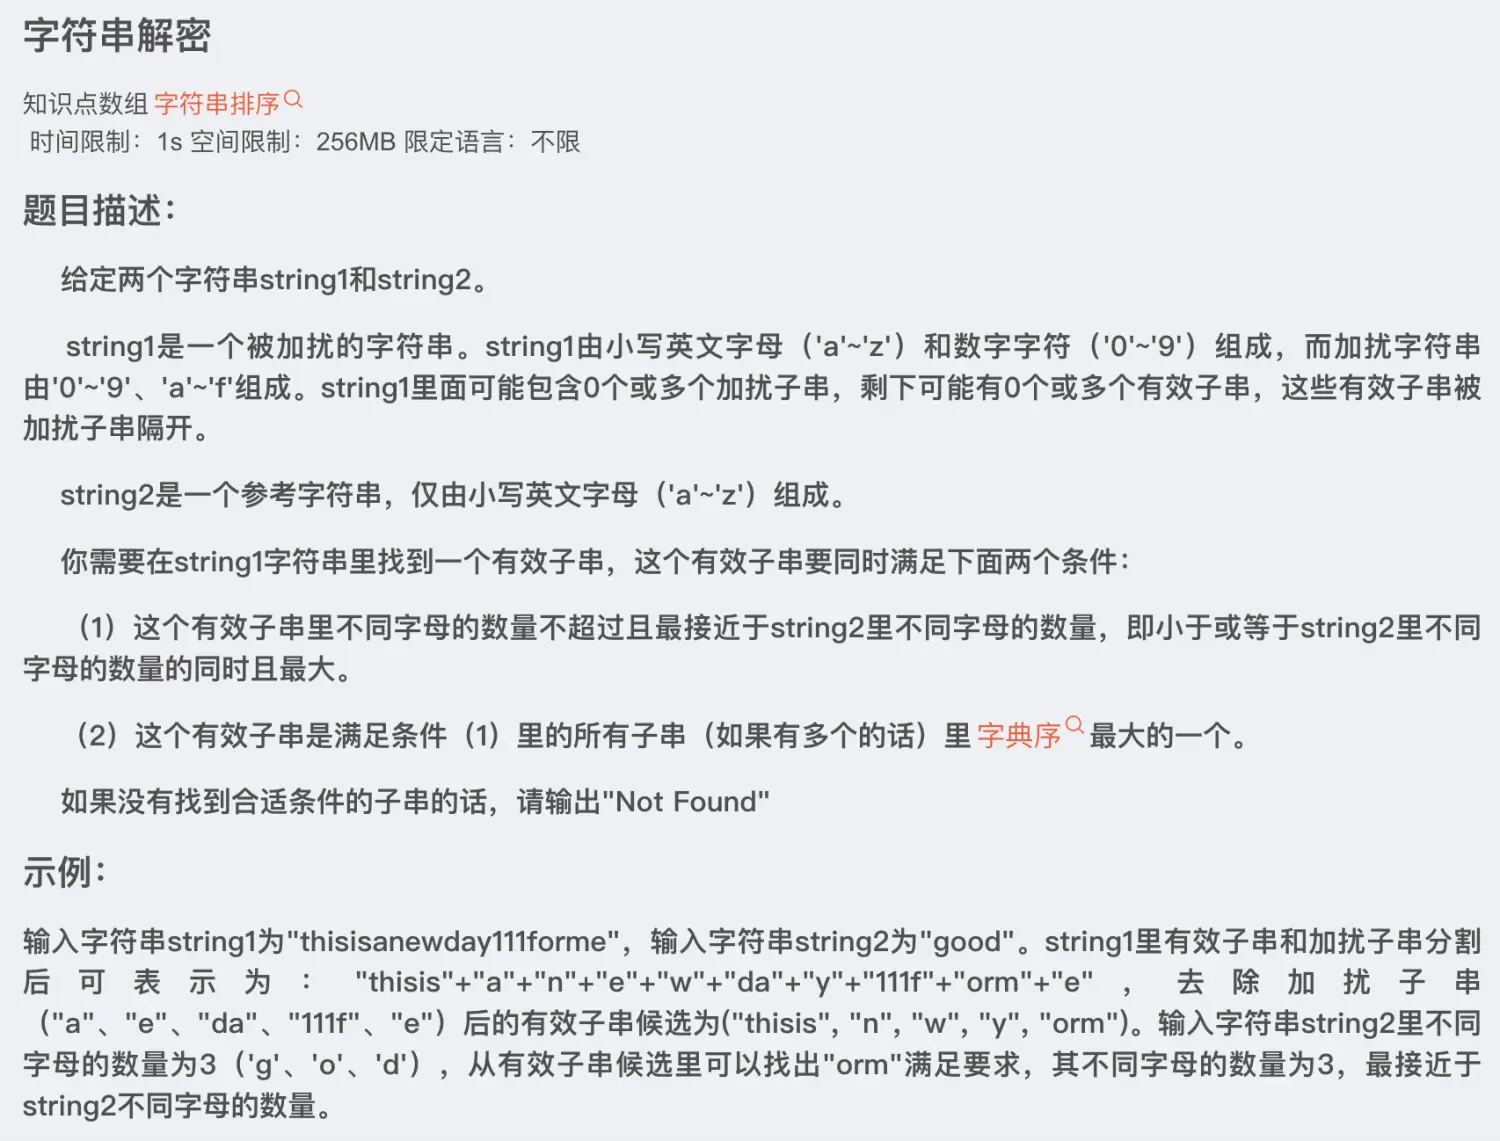 字符串解密
知识点数组 字符串排序
时间限制：1s 空间限制：256MB 限定语言：不限
题目描述：
给定两个字符串string1和string2。
string1是一个被加扰的字符串。string1由小写英文字母（'a'~'z'）和数字字符（'0'~'9'）组成，而加扰字符串
由'0'~'9'、'a'~'f'组成。string1里面可能包含0个或多个加扰子串，剩下可能有0个或多个有效子串，这些有效子串被
加扰子串隔开。
string2是一个参考字符串，仅由小写英文字母（'a'~'z'）组成。
你需要在string1字符串里找到一个有效子串，这个有效子串要同时满足下面两个条件：
（1）这个有效子串里不同字母的数量不超过且最接近于string2里不同字母的数量，即小于或等于string2里不同
字母的数量的同时且最大。
（2）这个有效子串是满足条件（1）里的所有子串（如果有多个的话）里字典序最大的一个。
如果没有找到合适条件的子串的话，请输出"Not Found"
示例：
输入字符串string1为"thisisanewday111forme"，输入字符串string2为"good"。string1里有效子串和加扰子串分割
后可表示为："thisis"+"a"+"n"+"e"+"w"+"da"+"y"+"111f"+"orm"+"e"，去除加扰子串
（"a"、"e"、"da"、"111f"、"e"）后的有效子串候选为("thisis", "n", "w", "y", "orm")。输入字符串string2里不同
字母的数量为3（'g'、'o'、'd'），从有效子串候选里可以找出"orm"满足要求，其不同字母的数量为3，最接近于
string2不同字母的数量。